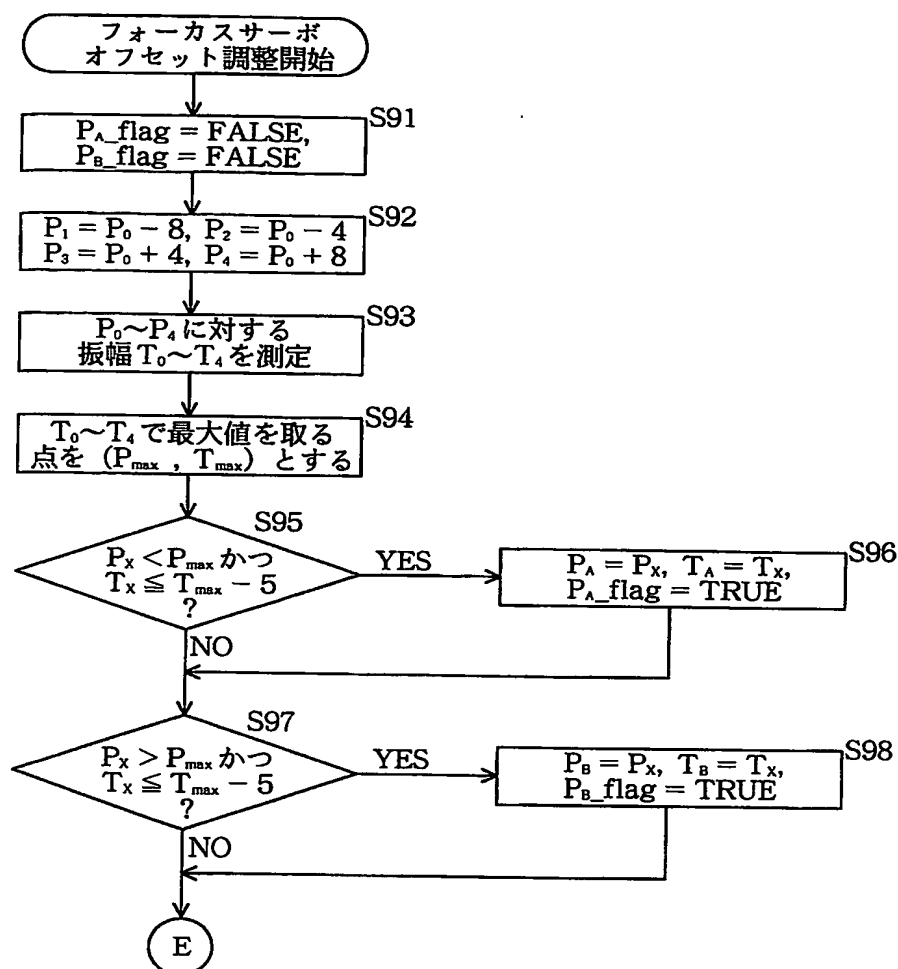 フォーカスサーボ
オフセット調整開始
S91
P_A_flag = FALSE,
P_B_flag = FALSE
S92
P₁ = P₀ − 8, P₂ = P₀ − 4
P₃ = P₀ + 4, P₄ = P₀ + 8
S93
P₀～P₄に対する
振幅T₀～T₄を測定
S94
T₀～T₄で最大値を取る
点を (P_max , T_max) とする
S95
P_X < P_max かつ
T_X ≦ T_max − 5
?
YES
NO
S96
P_A = P_X, T_A = T_X,
P_A_flag = TRUE
S97
P_X > P_max かつ
T_X ≦ T_max − 5
?
YES
NO
S98
P_B = P_X, T_B = T_X,
P_B_flag = TRUE
E